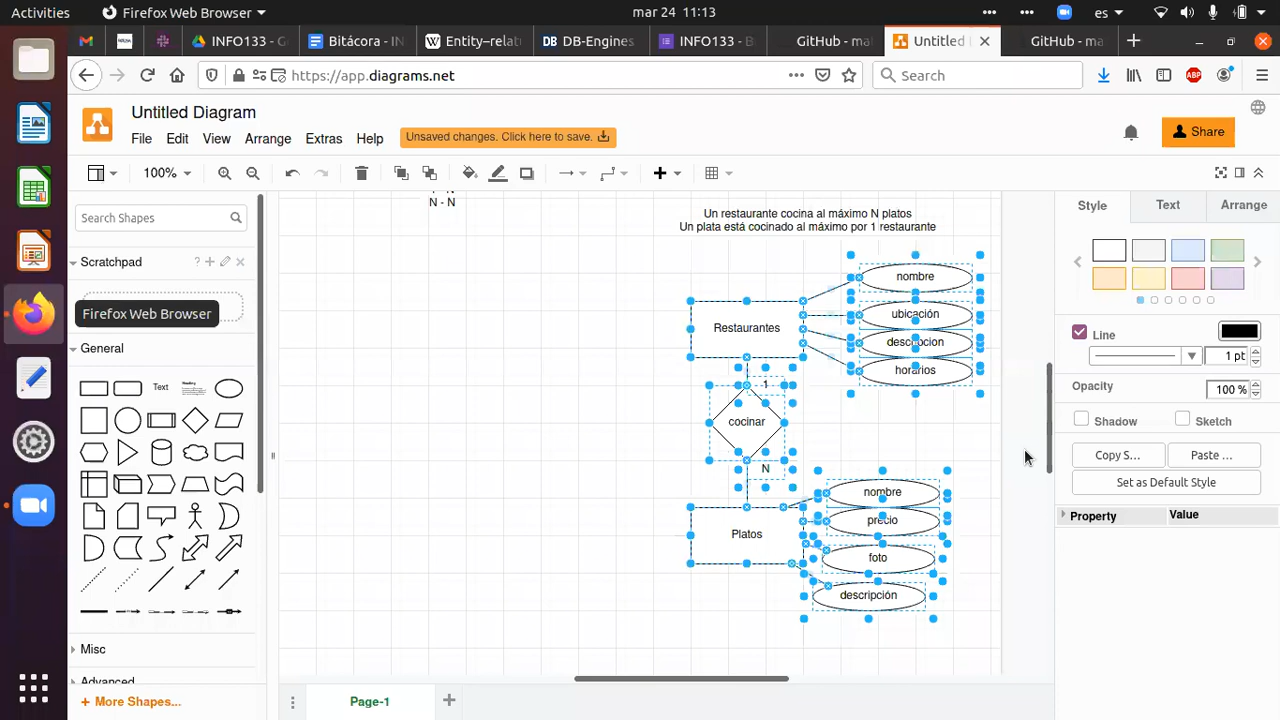 Activities
Firefox Web Browser
mar 24 11:13
es
INFO133 - G
Bitácora - IN
Entity–relat
DB-Engines
INFO133 - B
GitHub - ma
Untitled
GitHub - ma
https://app.diagrams.net
Search
Untitled Diagram
File Edit View Arrange Extras Help
Unsaved changes. Click here to save.
Share
100%
Search Shapes
Scratchpad
Firefox Web Browser
General
Text
Heading
Misc
Advanced
+ More Shapes...
N - N
Un restaurante cocina al máximo N platos
Un plata está cocinado al máximo por 1 restaurante
Restaurantes
nombre
ubicación
descripcion
horarios
1
cocinar
N
Platos
nombre
precio
foto
descripción
Page-1
Style Text Arrange
Line
1 pt
Opacity
100 %
Shadow
Sketch
Copy S...
Paste ...
Set as Default Style
Property Value